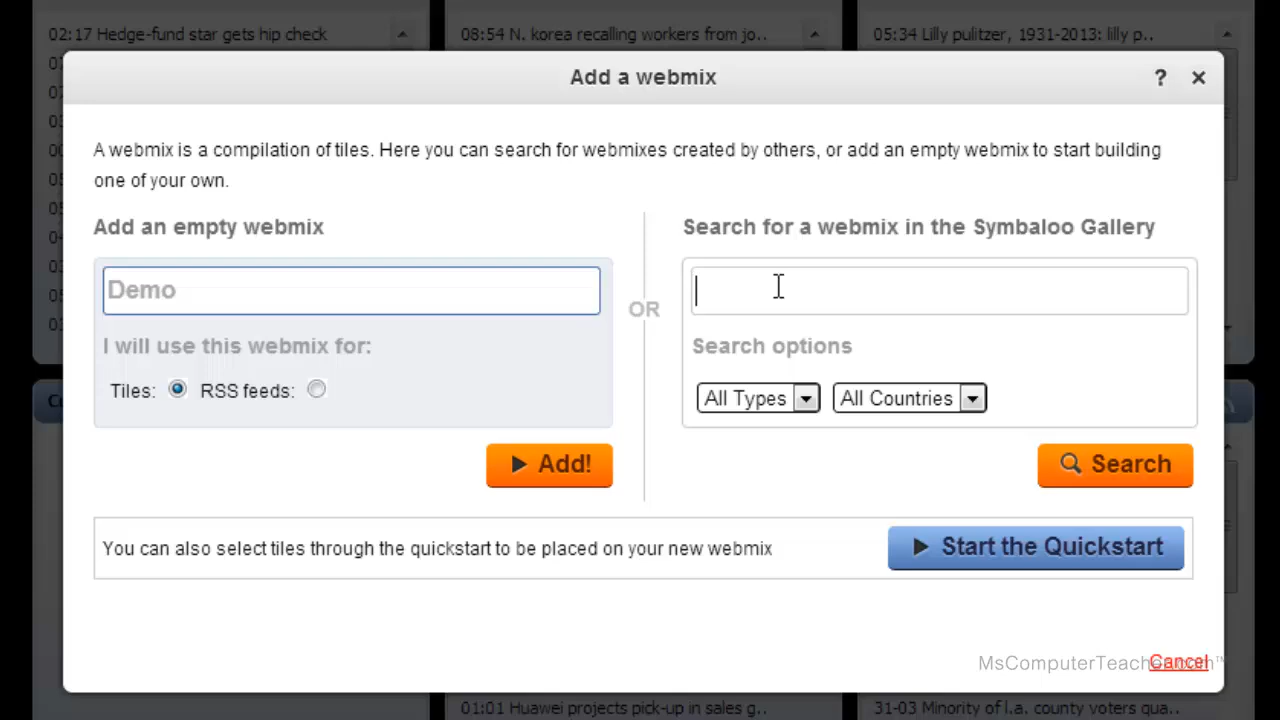 02:17 Hedge-fund star gets hip check
08:54 N. korea recalling workers from jo..
05:34 Lilly pulitzer, 1931-2013: lilly p..
Add a webmix
?
A webmix is a compilation of tiles. Here you can search for webmixes created by others, or add an empty webmix to start building
one of your own.
Add an empty webmix
Demo
I will use this webmix for:
Tiles:
RSS feeds:
Add!
OR
Search for a webmix in the Symbaloo Gallery
Search options
All Types
All Countries
Search
You can also select tiles through the quickstart to be placed on your new webmix
Start the Quickstart
Cancel
MsComputerTeacher.com™
01:01 Huawei projects pick-up in sales g..
31-03 Minority of l.a. county voters qua..